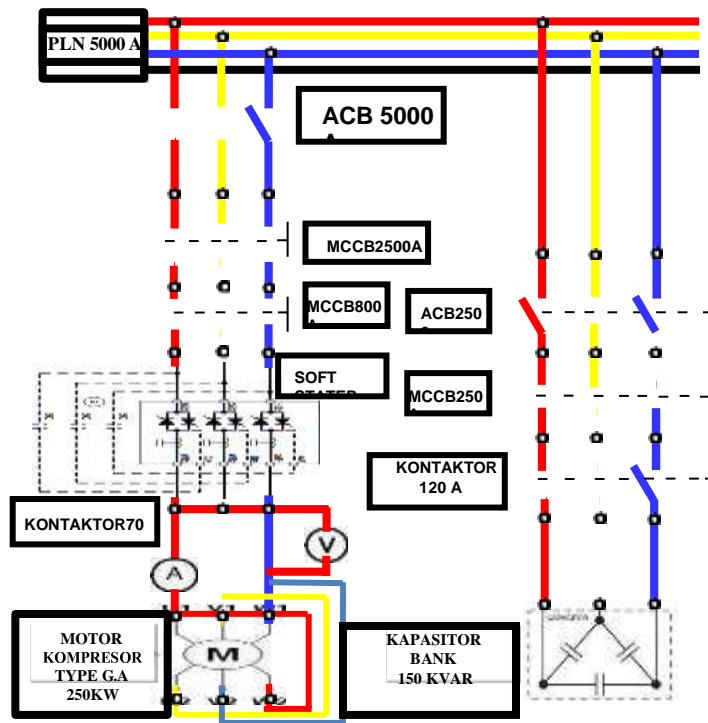 PLN 5000 A
ACB 5000
MCCB2500A
MCCB800
ACB250
SOFT
STATER
MCCB250
KONTAKTOR
120 A
KONTAKTOR70
V
A
MOTOR
KOMPRESOR
TYPE G.A
250KW
M
KAPASITOR
BANK
150 KVAR